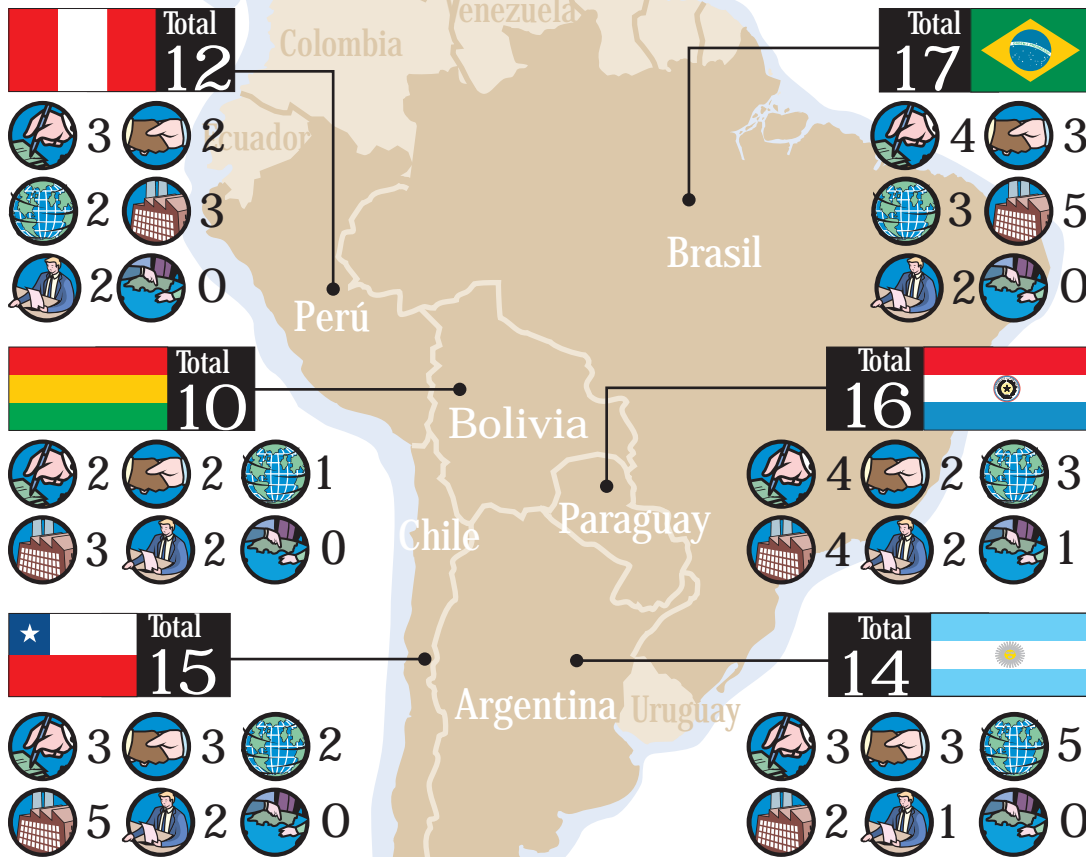 Total
12
3 2
2 3
2 0
Total
10
2 2 1
3 2 0
Total
15
3 3 2
5 2 0
Colombia
enezuela
cuador
Perú
Brasil
Bolivia
Chile
Paraguay
Argentina
Uruguay
Total
17
4 3
3 5
2 0
Total
16
4 2 3
4 2 1
Total
14
3 3 5
2 1 0